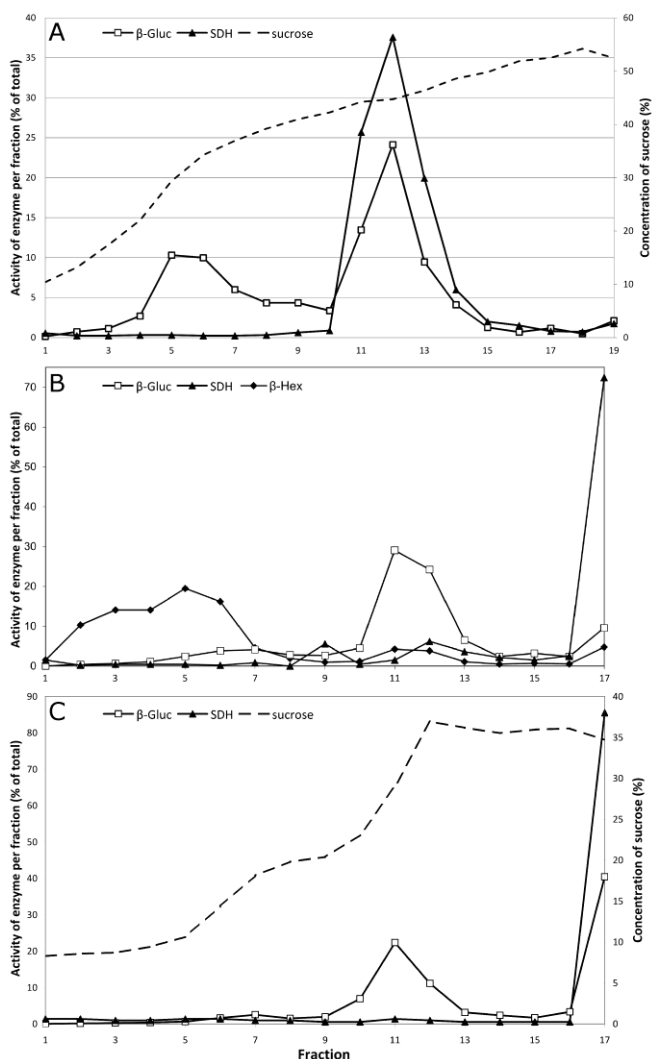 A
β-Gluc SDH sucrose
Activity of enzyme per fraction (% of total)
40
35
30
25
20
15
10
5
0
60
50
40
30
20
10
0
Concentration of sucrose (%)
1 3 5 7 9 11 13 15 17 19
B
β-Gluc SDH β-Hex
Activity of enzyme per fraction (% of total)
70
60
50
40
30
20
10
0
1 3 5 7 9 11 13 15 17
C
β-Gluc SDH sucrose
Activity of enzyme per fraction (% of total)
90
80
70
60
50
40
30
20
10
0
40
35
30
25
20
15
10
5
0
Concentration of sucrose (%)
1 3 5 7 9 11 13 15 17
Fraction